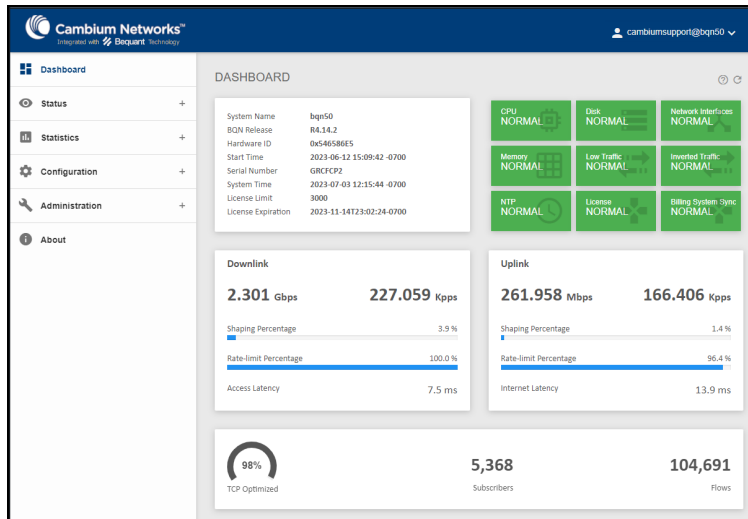 Cambium Networks™
Integrated with Bequant Technology
cambiumsupport@bqn50
Dashboard
Status +
Statistics +
Configuration +
Administration +
About
DASHBOARD
System Name bqn50
BQN Release R4.14.2
Hardware ID 0x546586E5
Start Time 2023-06-12 15:09:42 -0700
Serial Number GRCFCP2
System Time 2023-07-03 12:15:44 -0700
License Limit 3000
License Expiration 2023-11-14T23:02:24-0700
CPU
NORMAL
Disk
NORMAL
Network Interfaces
NORMAL
Memory
NORMAL
Low Traffic
NORMAL
Inverted Traffic
NORMAL
NTP
NORMAL
License
NORMAL
Billing System Sync
NORMAL
Downlink
2.301 Gbps 227.059 Kpps
Shaping Percentage 3.9 %
Rate-limit Percentage 100.0 %
Access Latency 7.5 ms
Uplink
261.958 Mbps 166.406 Kpps
Shaping Percentage 1.4 %
Rate-limit Percentage 96.4 %
Internet Latency 13.9 ms
98%
TCP Optimized
5,368
Subscribers
104,691
Flows